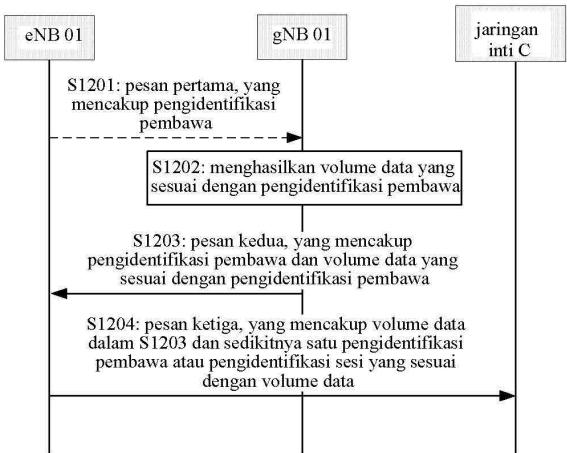 eNB 01
gNB 01
jaringan
inti C
S1201: pesan pertama, yang
mencakup pengidentifikasi
pembawa
S1202: menghasilkan volume data yang
sesuai dengan pengidentifikasi pembawa
S1203: pesan kedua, yang mencakup
pengidentifikasi pembawa dan volume data yang
sesuai dengan pengidentifikasi pembawa
S1204: pesan ketiga, yang mencakup volume data
dalam S1203 dan sedikitnya satu pengidentifikasi
pembawa atau pengidentifikasi sesi yang sesuai
dengan volume data